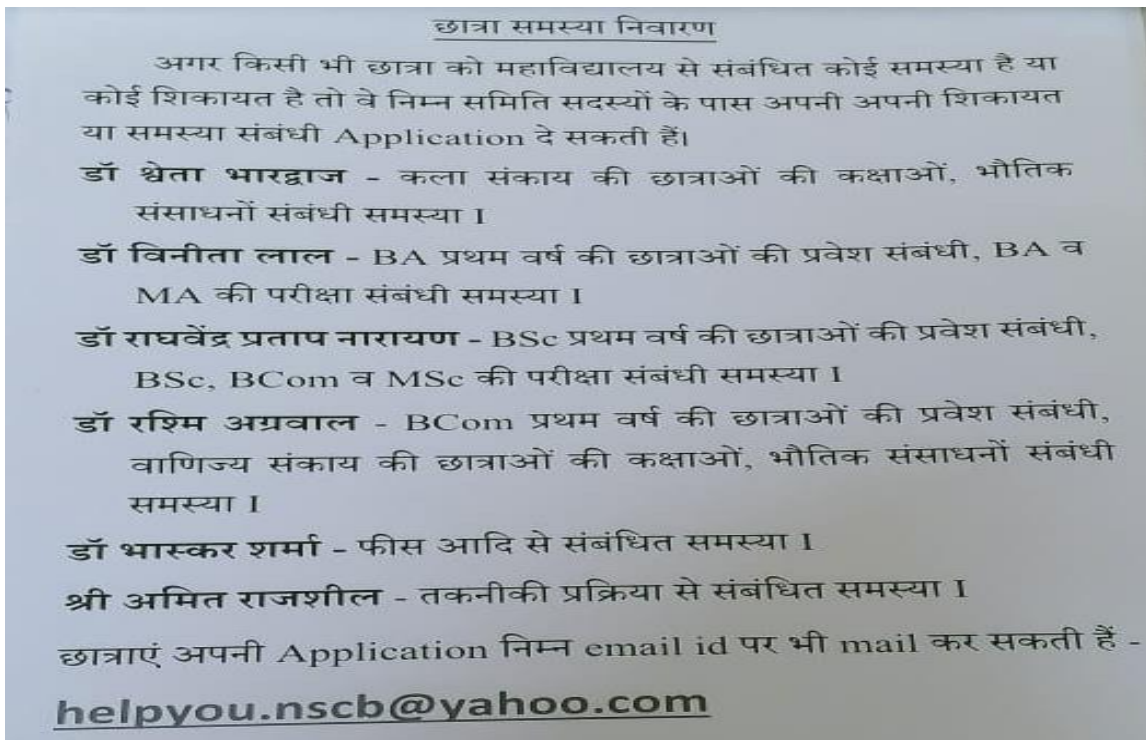 छात्रा समस्या निवारण
अगर किसी भी छात्रा को महाविद्यालय से संबंधित कोई समस्या है या
कोई शिकायत है तो वे निम्न समिति सदस्यों के पास अपनी अपनी शिकायत
या समस्या संबंधी Application दे सकती हैं।
डॉ श्वेता भारद्वाज - कला संकाय की छात्राओं की कक्षाओं, भौतिक
संसाधनों संबंधी समस्या I
डॉ विनीता लाल - BA प्रथम वर्ष की छात्राओं की प्रवेश संबंधी, BA व
MA की परीक्षा संबंधी समस्या I
डॉ राघवेंद्र प्रताप नारायण - BSc प्रथम वर्ष की छात्राओं की प्रवेश संबंधी,
BSc, BCom व MSc की परीक्षा संबंधी समस्या I
डॉ रश्मि अग्रवाल - BCom प्रथम वर्ष की छात्राओं की प्रवेश संबंधी,
वाणिज्य संकाय की छात्राओं की कक्षाओं, भौतिक संसाधनों संबंधी
समस्या I
डॉ भास्कर शर्मा - फीस आदि से संबंधित समस्या I
श्री अमित राजशील - तकनीकी प्रक्रिया से संबंधित समस्या I
छात्राएं अपनी Application निम्न email id पर भी mail कर सकती हैं -
helpyou.nscb@yahoo.com